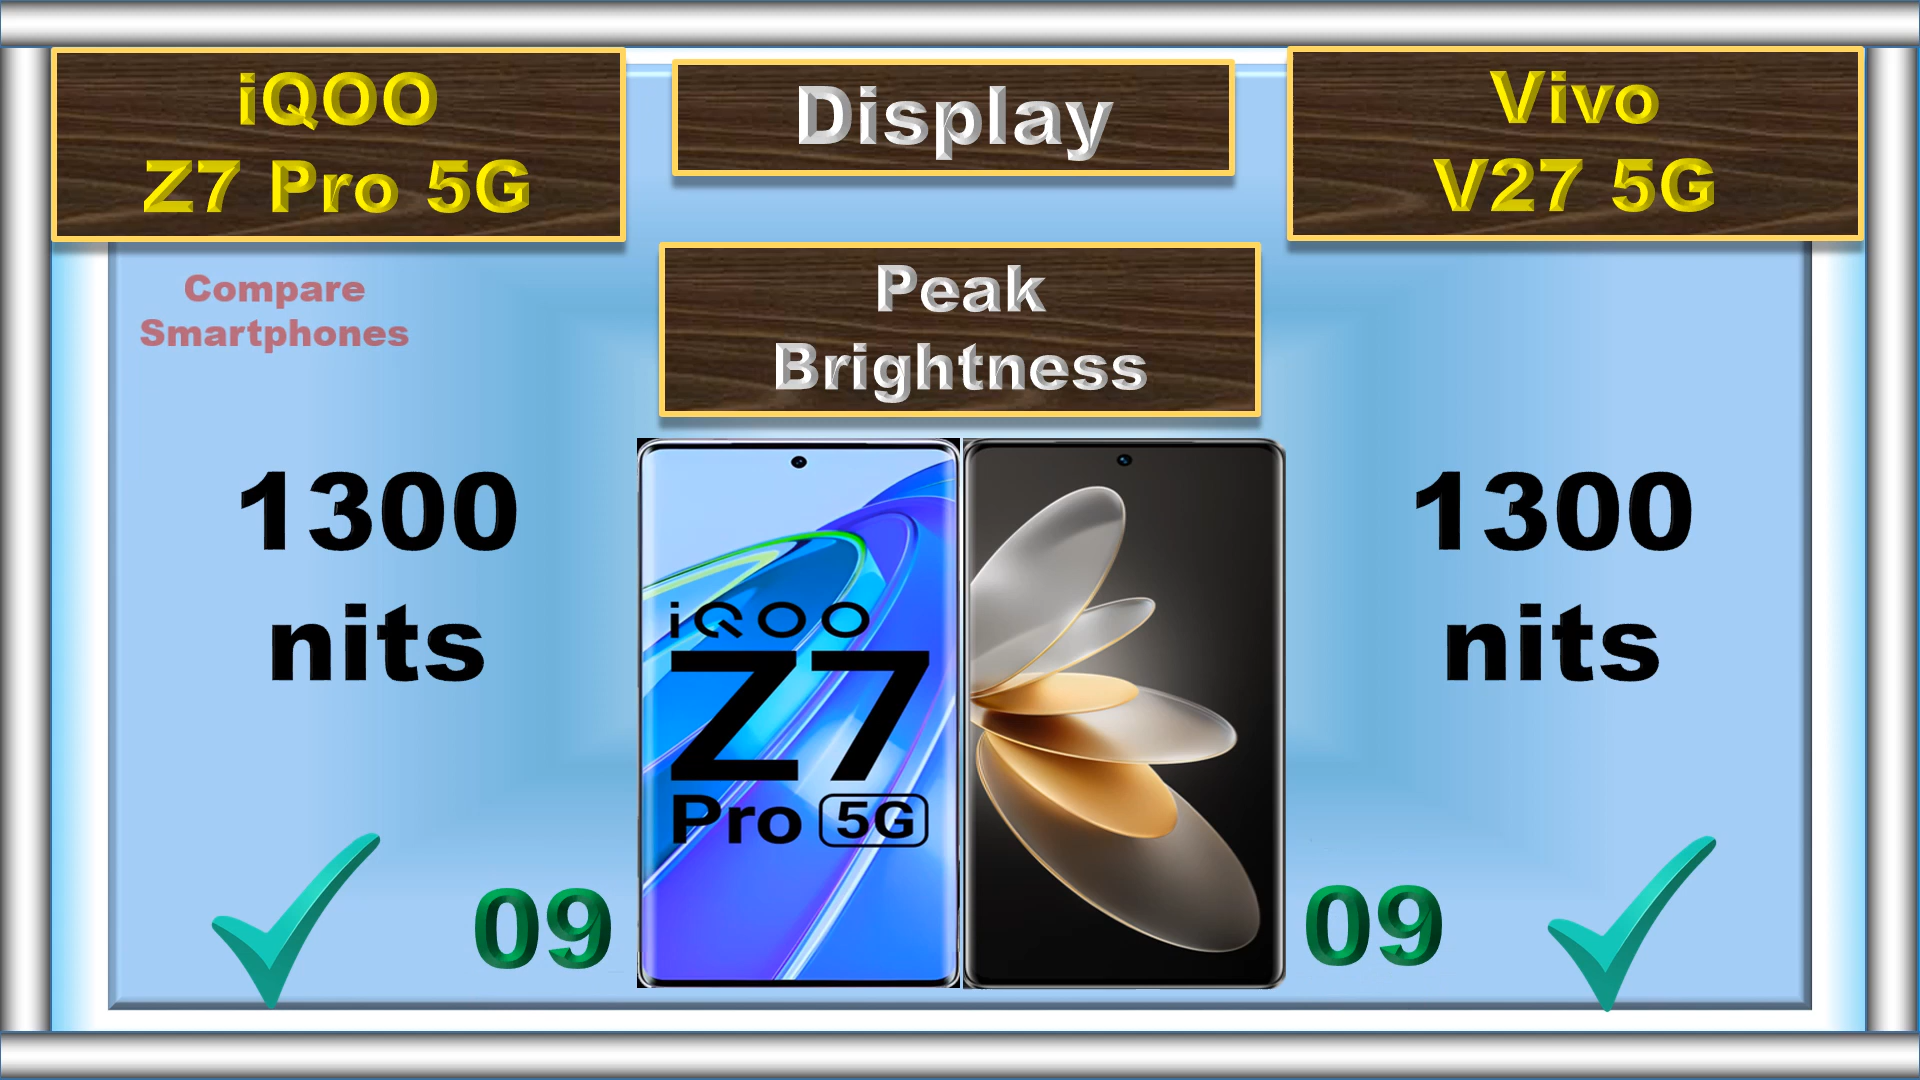 iQOO
Z7 Pro 5G
Display
Vivo
V27 5G
Compare
Smartphones
Peak
Brightness
1300
nits
iQOO
Z7
Pro 5G
1300
nits
09
09